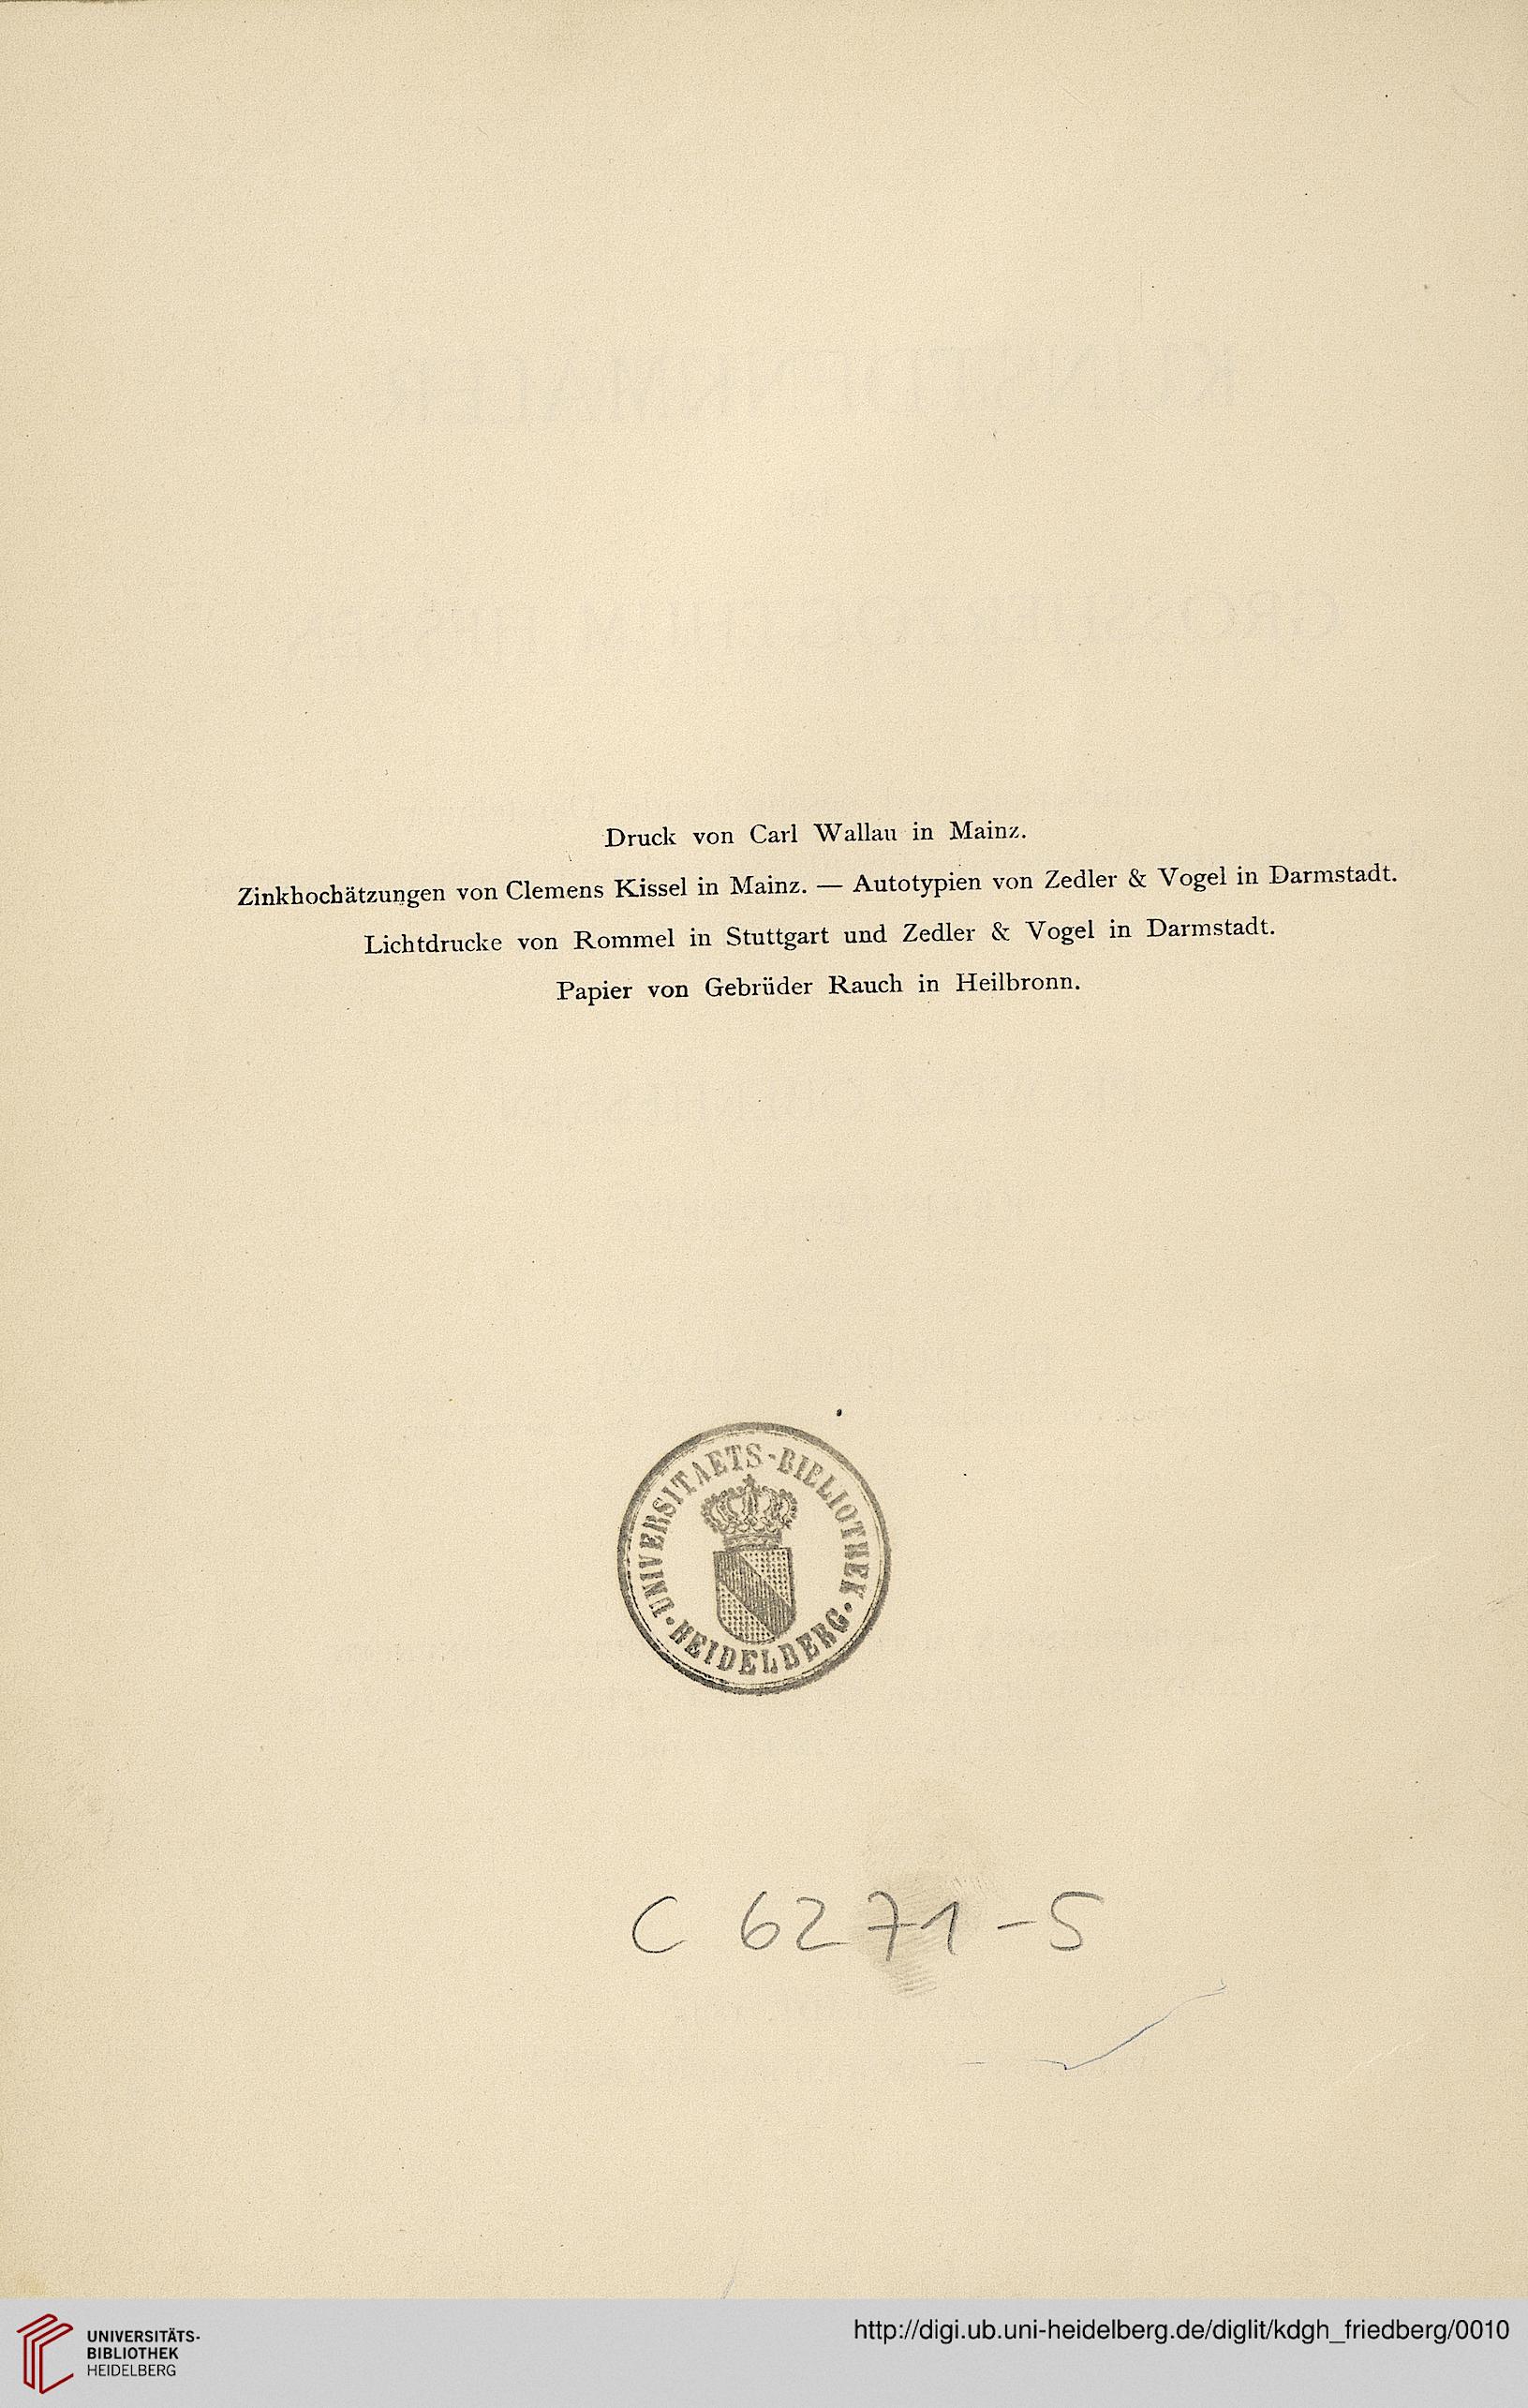 Druck von Carl Wallau in Mainz.
Zinkhochätzungen von Clemens Kissel in Mainz. — Autotypien von Zedler & Vogel in Darmstadt.
Lichtdrucke von Rommel in Stuttgart und Zedler & Vogel in Darmstadt.
Papier von Gebrüder Rauch in Heilbronn.
UNIVERSITAETS-BIBLIOTHEK
• HEIDELBERG •
C 6271-5
UNIVERSITÄTS-
BIBLIOTHEK
HEIDELBERG
http://digi.ub.uni-heidelberg.de/diglit/kdgh_friedberg/0010